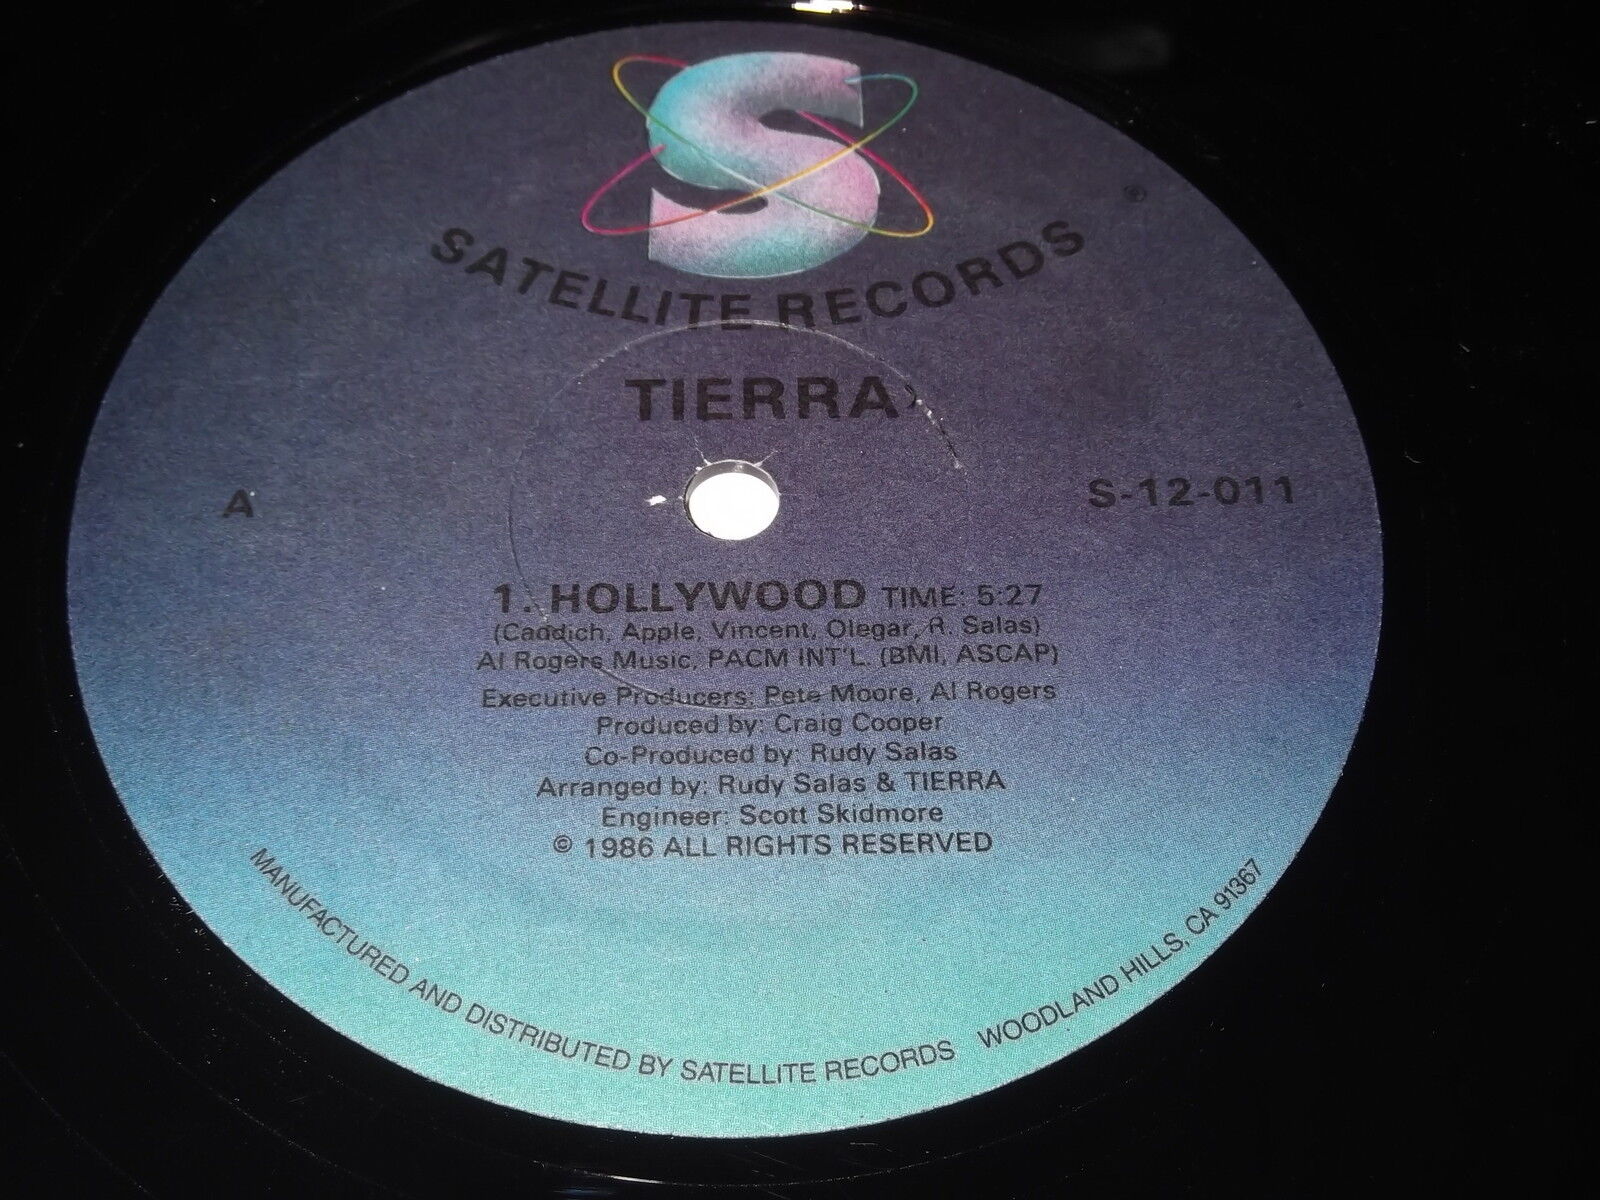 S
®
SATELLITE RECORDS
TIERRA
A
S-12-011
1. HOLLYWOOD TIME: 5:27
(Caddich, Apple, Vincent, Olegar, R. Salas)
Al Rogers Music, PACM INT'L. (BMI, ASCAP)
Executive Producers: Pete Moore, Al Rogers
Produced by: Craig Cooper
Co-Produced by: Rudy Salas
Arranged by: Rudy Salas & TIERRA
Engineer: Scott Skidmore
© 1986 ALL RIGHTS RESERVED
MANUFACTURED AND DISTRIBUTED BY SATELLITE RECORDS WOODLAND HILLS, CA 91367